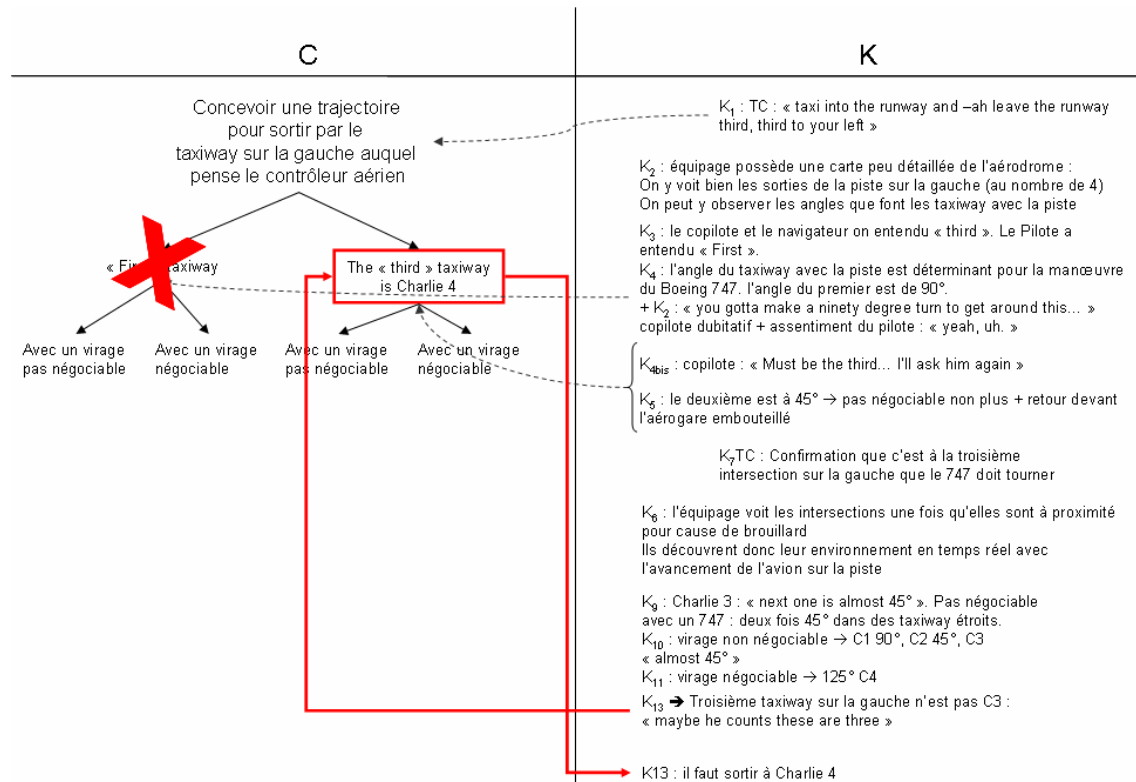 C
K
Concevoir une trajectoire
pour sortir par le
taxiway sur la gauche auquel
pense le contrôleur aérien
taxiway
The « third » taxiway
is Charlie 4
Avec un virage
pas négociable
Avec un virage
négociable
Avec un virage
pas négociable
Avec un virage
négociable
K1 : TC : « taxi into the runway and –ah leave the runway
third, third to your left »
K2 : équipage possède une carte peu détaillée de l'aérodrome :
On y voit bien les sorties de la piste sur la gauche (au nombre de 4)
On peut y observer les angles que font les taxiway avec la piste
K3 : le copilote et le navigateur on entendu « third ». Le Pilote a
entendu « First ».
K4 : l'angle du taxiway avec la piste est déterminant pour la manœuvre
du Boeing 747. l'angle du premier est de 90°.
+ K2 : « you gotta make a ninety degree turn to get around this... »
copilote dubitatif + assentiment du pilote : « yeah, uh. »
K4bis : copilote : « Must be the third... I'll ask him again »
K5 : le deuxième est à 45° → pas négociable non plus + retour devant
l'aérogare embouteillé
K7TC : Confirmation que c'est à la troisième
intersection sur la gauche que le 747 doit tourner
K6 : l'équipage voit les intersections une fois qu'elles sont à proximité
pour cause de brouillard
Ils découvrent donc leur environnement en temps réel avec
l'avancement de l'avion sur la piste
K9 : Charlie 3 : « next one is almost 45° ». Pas négociable
avec un 747 : deux fois 45° dans des taxiway étroits.
K10 : virage non négociable → C1 90°, C2 45°, C3
« almost 45° »
K11 : virage négociable → 125° C4
K13 ➔ Troisième taxiway sur la gauche n'est pas C3 :
« maybe he counts these are three »
K13 : il faut sortir à Charlie 4